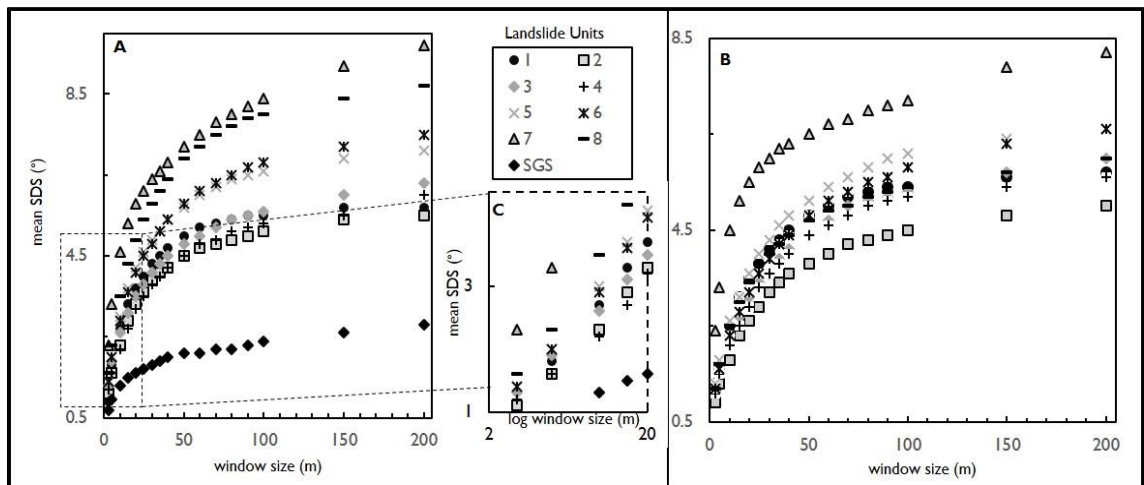 A
mean SDS (°)
8.5
4.5
0.5
0 50 100 150 200
window size (m)
Landslide Units
1 2
3 4
5 6
7 8
SGS
C
mean SDS (°)
3
1
log window size (m)
2 20
B
8.5
4.5
0.5
0 50 100 150 200
window size (m)